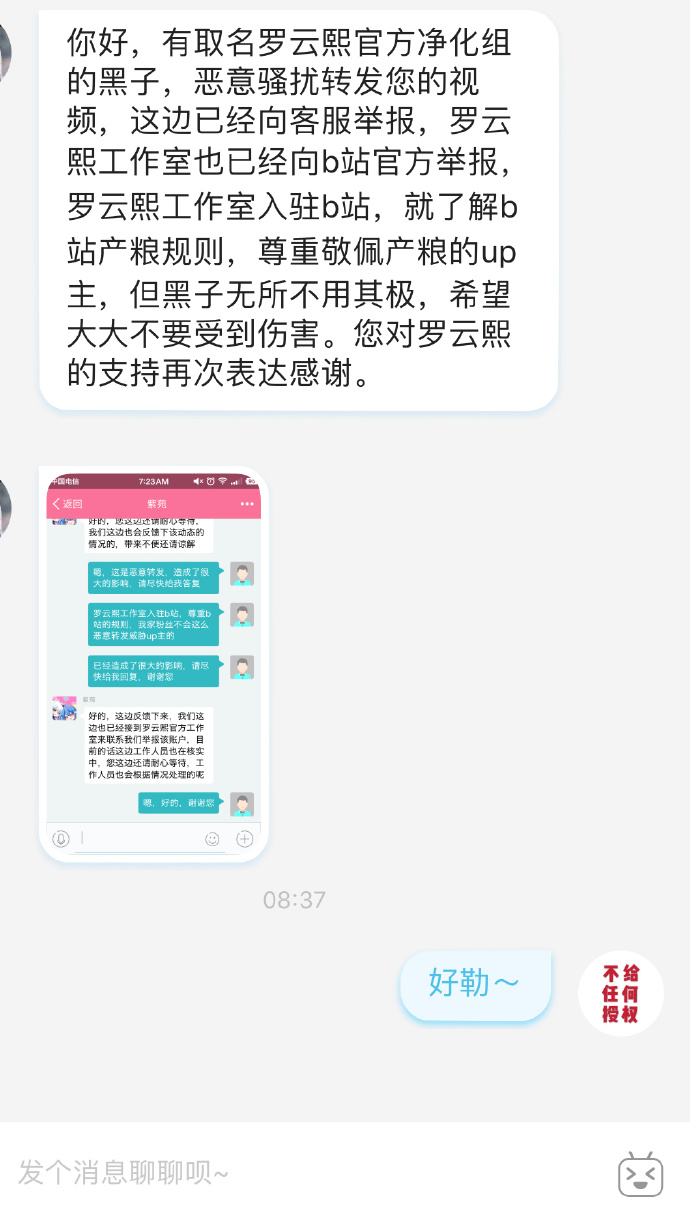 你好，有取名罗云熙官方净化组
的黑子，恶意骚扰转发您的视
频，这边已经向客服举报，罗云
熙工作室也已经向b站官方举报，
罗云熙工作室入驻b站，就了解b
站产粮规则，尊重敬佩产粮的up
主，但黑子无所不用其极，希望
大大不要受到伤害。您对罗云熙
的支持再次表达感谢。
中国电信 7:23AM
返回 紫苑
好的，您这边还请耐心等待，
我们这边也会反馈下该动态的
情况的，带来不便还请谅解
嗯，这是恶意转发，造成了很
大的影响，请尽快给我答复
罗云熙工作室入驻b站，尊重b
站的规则，我家粉丝不会这么
恶意转发威胁up主的
已经造成了很大的影响，请尽
快给我回复，谢谢您
紫苑
好的，这边反馈下来，我们这
边也已经接到罗云熙官方工作
室来联系我们举报该账户，目
前的话这边工作人员也在核实
中，您这边还请耐心等待，工
作人员也会根据情况处理的呢
嗯，好的，谢谢您
08:37
好勒～
不给
任何
授权
发个消息聊聊呗~